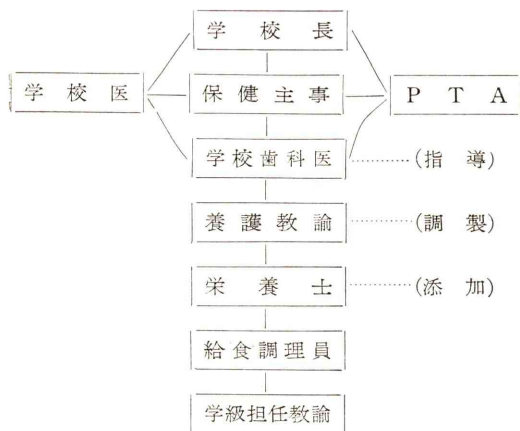 学校長
学校医
保健主事
PTA
学校歯科医………(指導)
養護教諭………(調製)
栄養士………(添加)
給食調理員
学級担任教諭